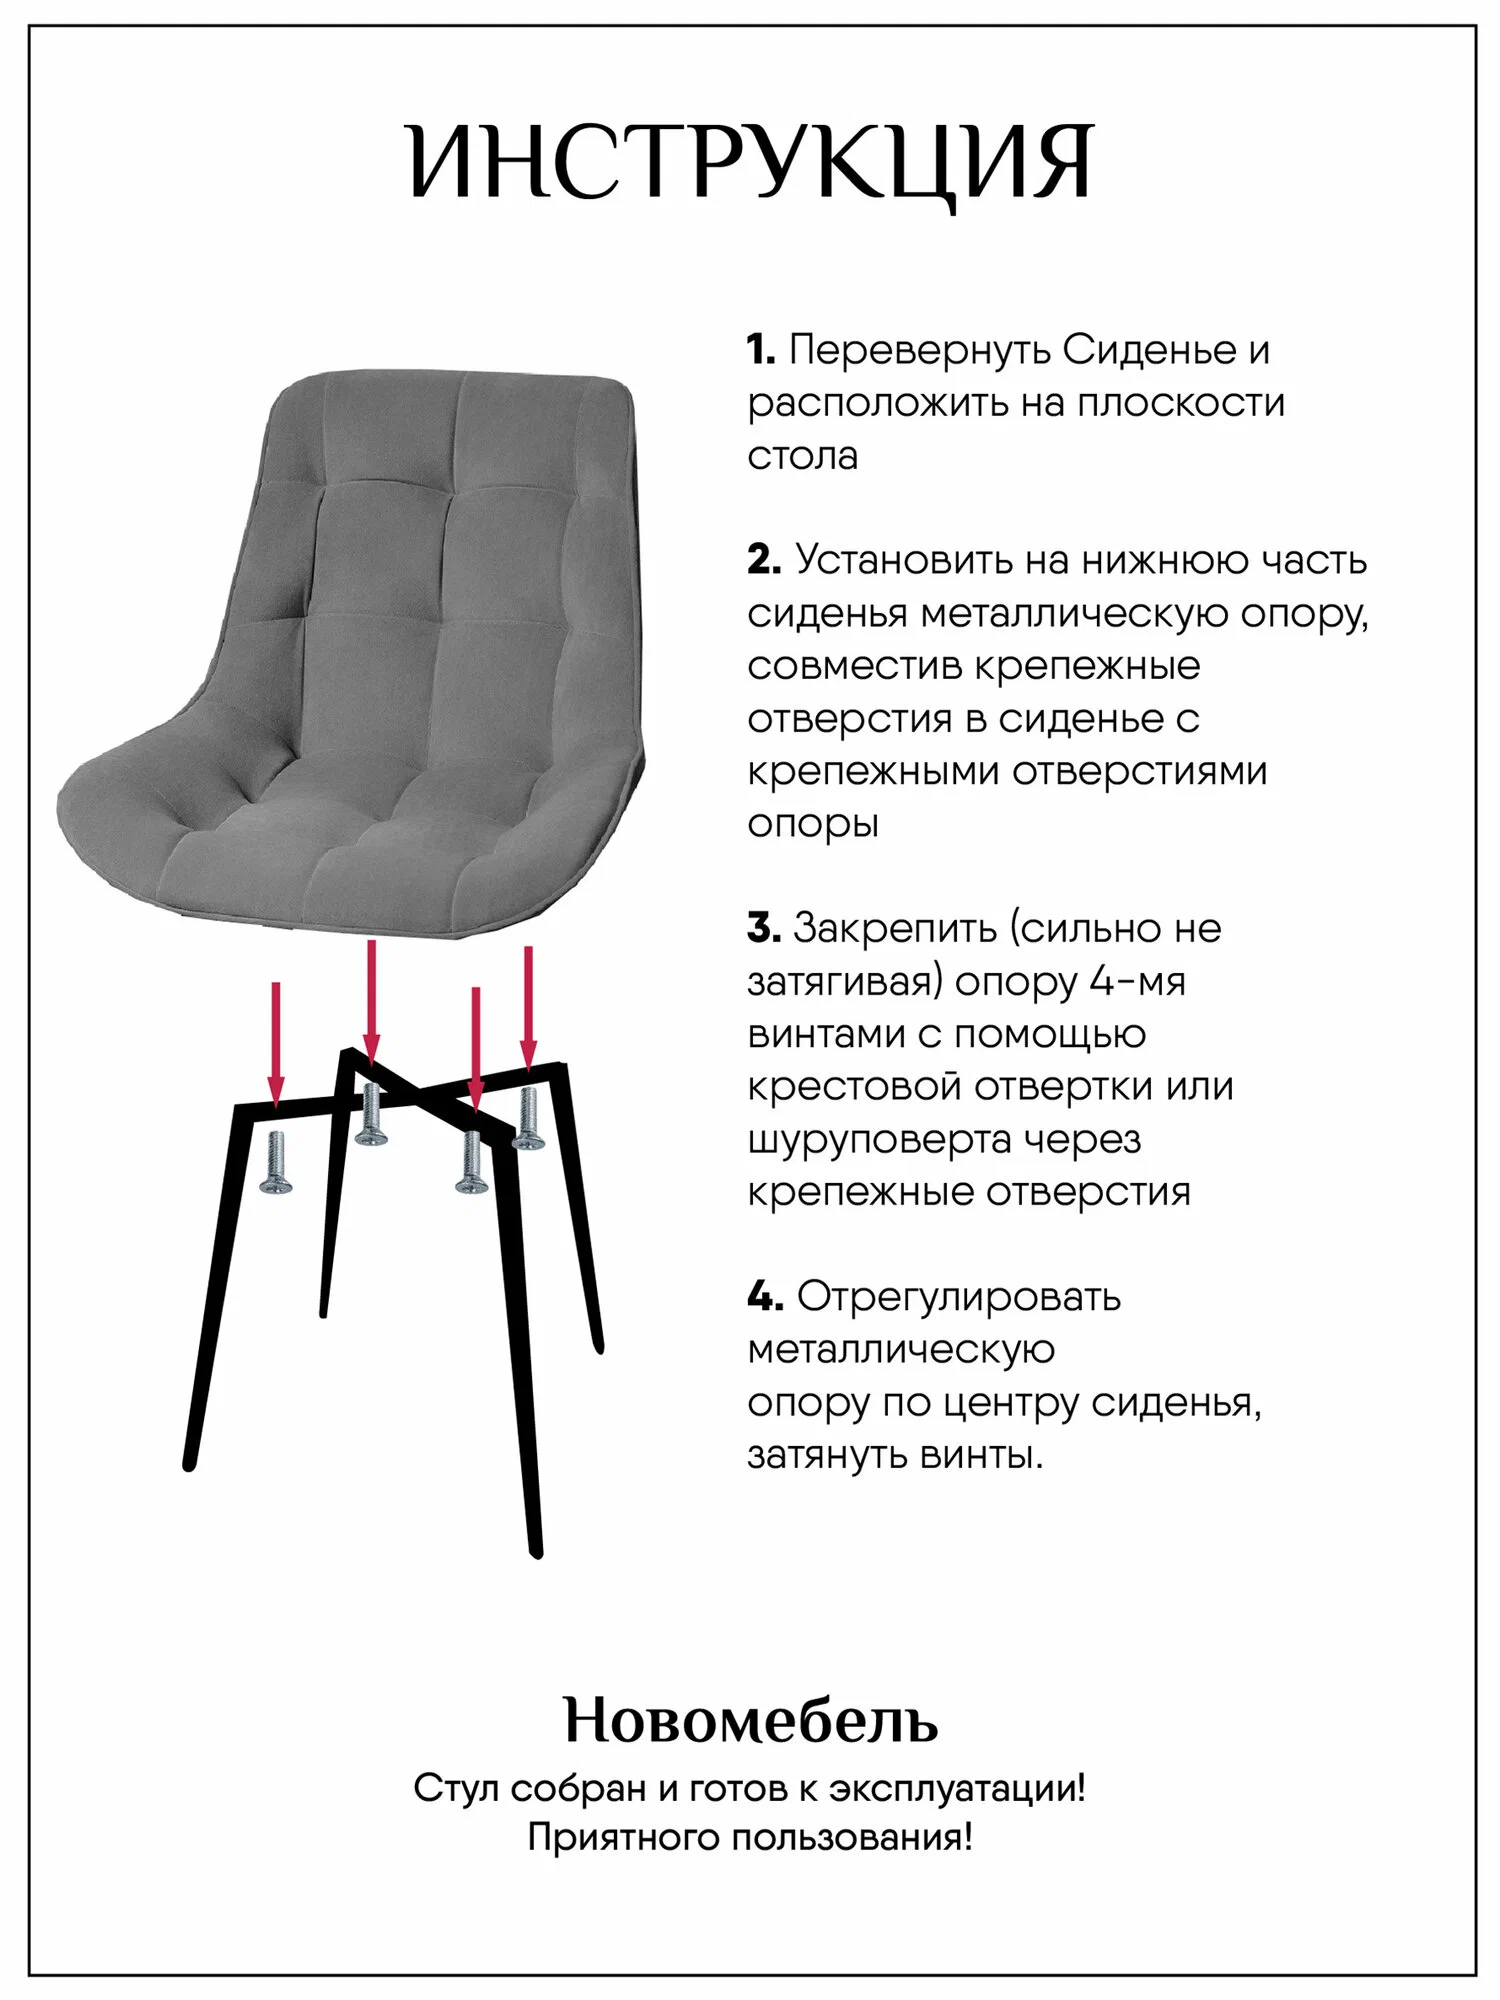 ИНСТРУКЦИЯ
1. Перевернуть Сиденье и
расположить на плоскости
стола
2. Установить на нижнюю часть
сиденья металлическую опору,
совместив крепежные
отверстия в сиденье с
крепежными отверстиями
опоры
3. Закрепить (сильно не
затягивая) опору 4-мя
винтами с помощью
крестовой отвертки или
шуруповерта через
крепежные отверстия
4. Отрегулировать
металлическую
опору по центру сиденья,
затянуть винты.
Новомебель
Стул собран и готов к эксплуатации!
Приятного пользования!